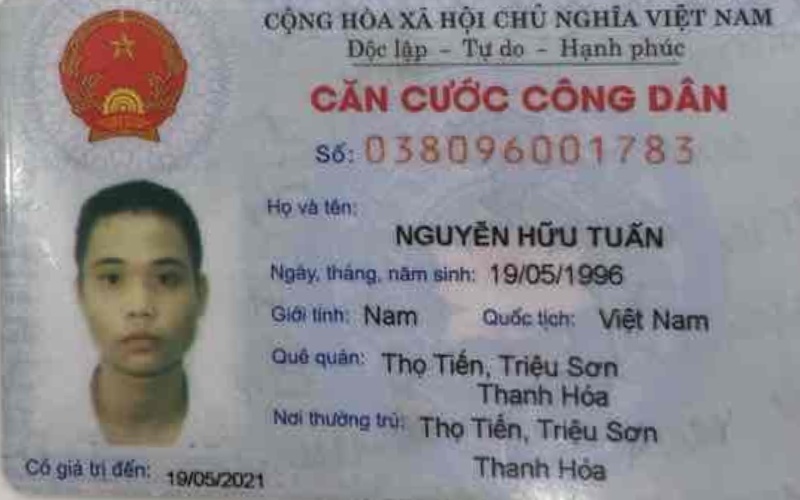 CỘNG HÒA XÃ HỘI CHỦ NGHĨA VIỆT NAM
Độc lập - Tự do - Hạnh phúc
CĂN CƯỚC CÔNG DÂN
Số: 038096001783
Họ và tên:
NGUYỄN HỮU TUẤN
Ngày, tháng, năm sinh: 19/05/1996
Giới tính: Nam Quốc tịch: Việt Nam
Quê quán: Thọ Tiến, Triệu Sơn
Thanh Hóa
Nơi thường trú: Thọ Tiến, Triệu Sơn
Thanh Hóa
Có giá trị đến: 19/05/2021